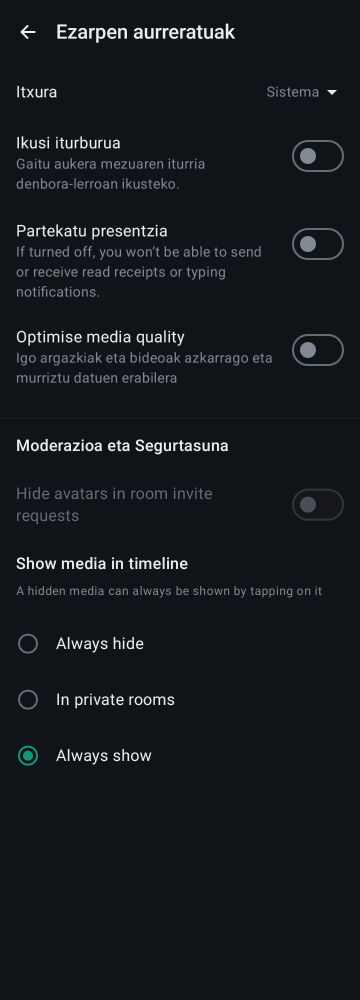 Ezarpen aurreratuak
Itxura
Sistema
Ikusi iturburua
Gaitu aukera mezuaren iturria
denbora-lerroan ikusteko.
Partekatu presentzia
If turned off, you won't be able to send
or receive read receipts or typing
notifications.
Optimise media quality
Igo argazkiak eta bideoak azkarrago eta
murriztu datuen erabilera
Moderazioa eta Segurtasuna
Hide avatars in room invite
requests
Show media in timeline
A hidden media can always be shown by tapping on it
Always hide
In private rooms
Always show